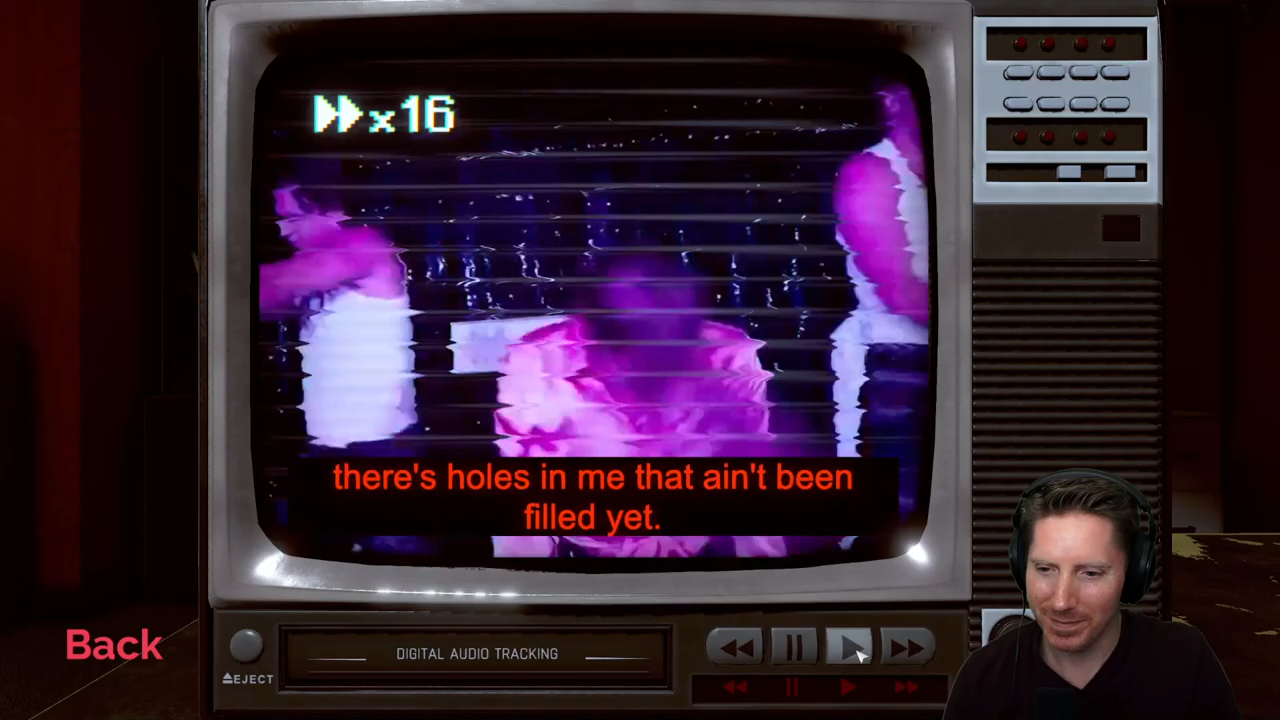 x16
there's holes in me that ain't been
filled yet.
Back
DIGITAL AUDIO TRACKING
EJECT